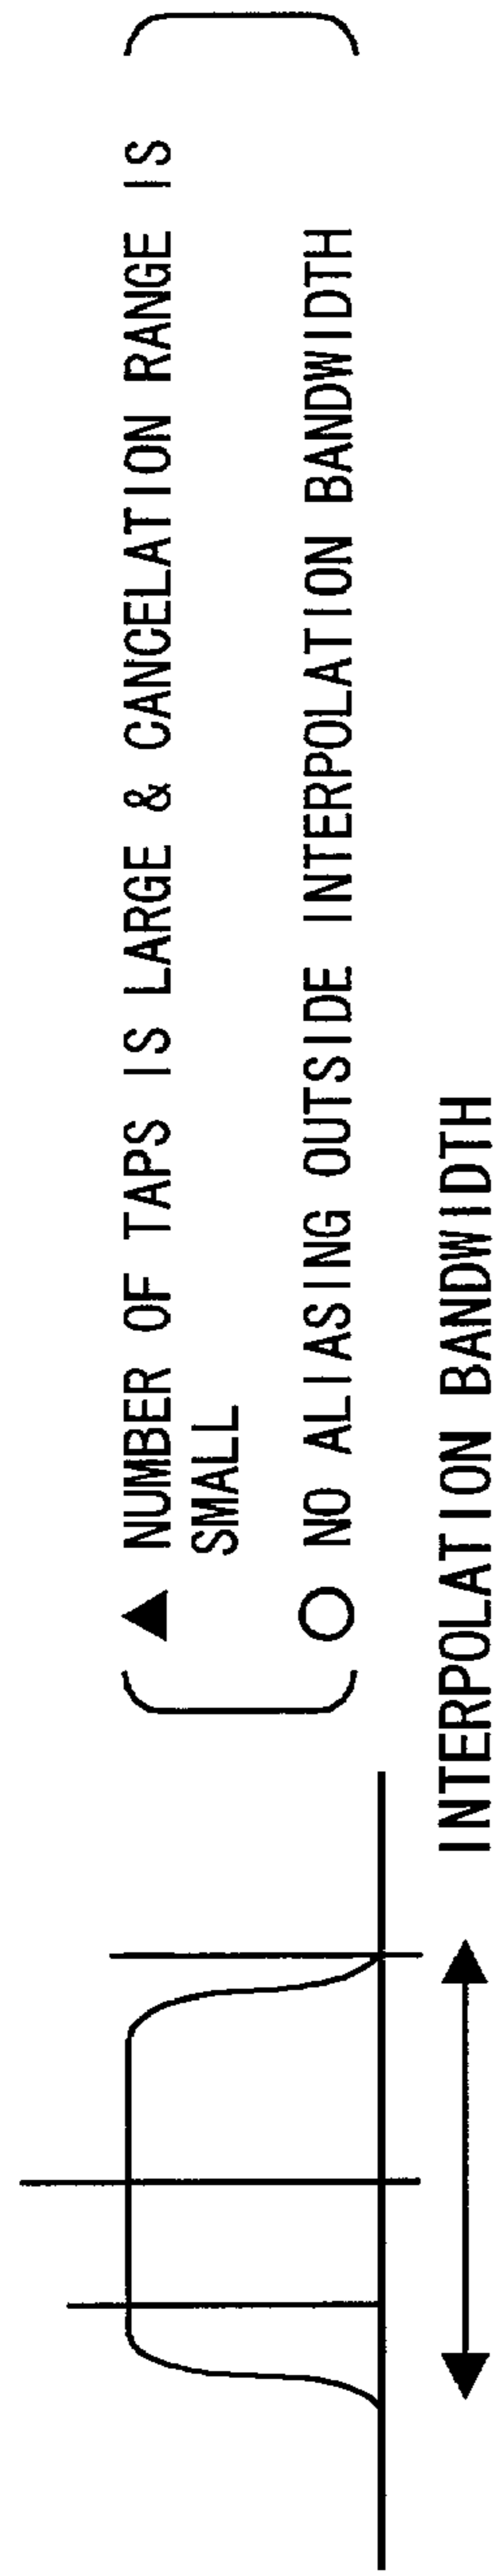 ▲ NUMBER OF TAPS IS LARGE & CANCELATION RANGE IS
SMALL
○ NO ALIASING OUTSIDE INTERPOLATION BANDWIDTH
INTERPOLATION BANDWIDTH